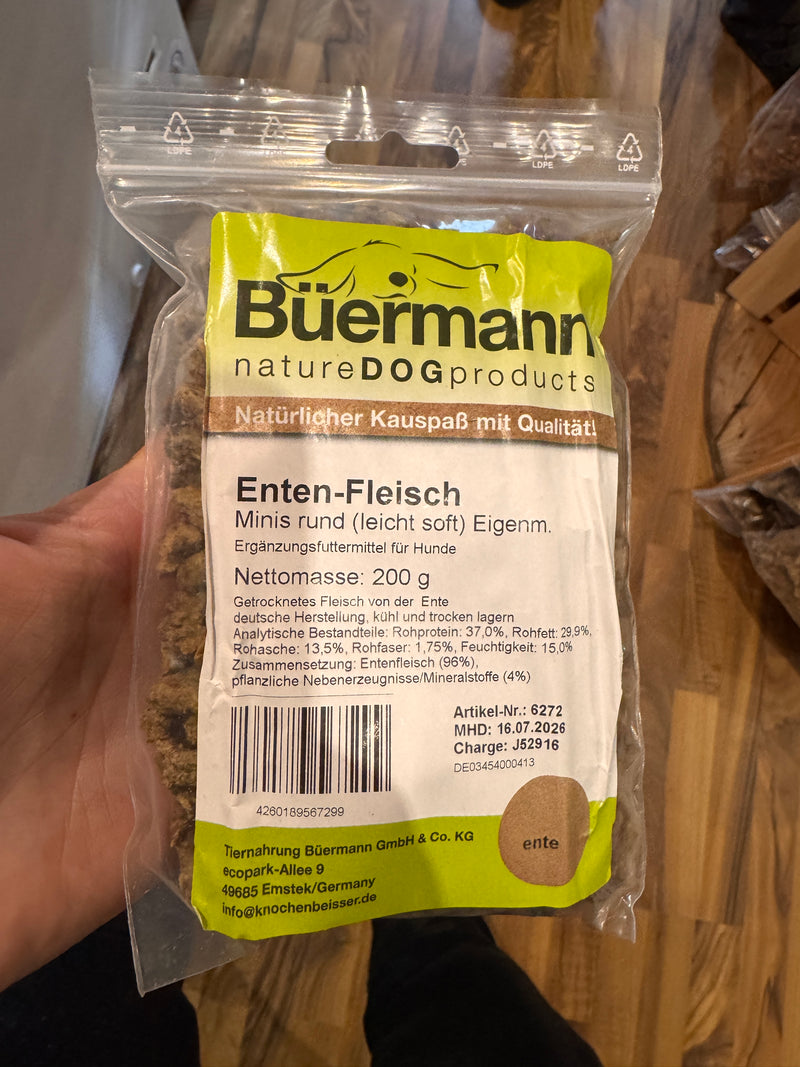 LDPE
LDPE
LDPE
Büermann
natureDOGproducts
Natürlicher Kauspaß mit Qualität!
Enten-Fleisch
Minis rund (leicht soft) Eigenm.
Ergänzungsfuttermittel für Hunde
Nettomasse: 200 g
Getrocknetes Fleisch von der Ente
deutsche Herstellung, kühl und trocken lagern
Analytische Bestandteile: Rohprotein: 37,0%, Rohfett: 29,9%,
Rohasche: 13,5%, Rohfaser: 1,75%, Feuchtigkeit: 15,0%
Zusammensetzung: Entenfleisch (96%),
pflanzliche Nebenerzeugnisse/Mineralstoffe (4%)
Artikel-Nr.: 6272
MHD: 16.07.2026
Charge: J52916
DE03454000413
4260189567299
ente
Tiernahrung Büermann GmbH & Co. KG
ecopark-Allee 9
49685 Emstek/Germany
info@knochenbeisser.de